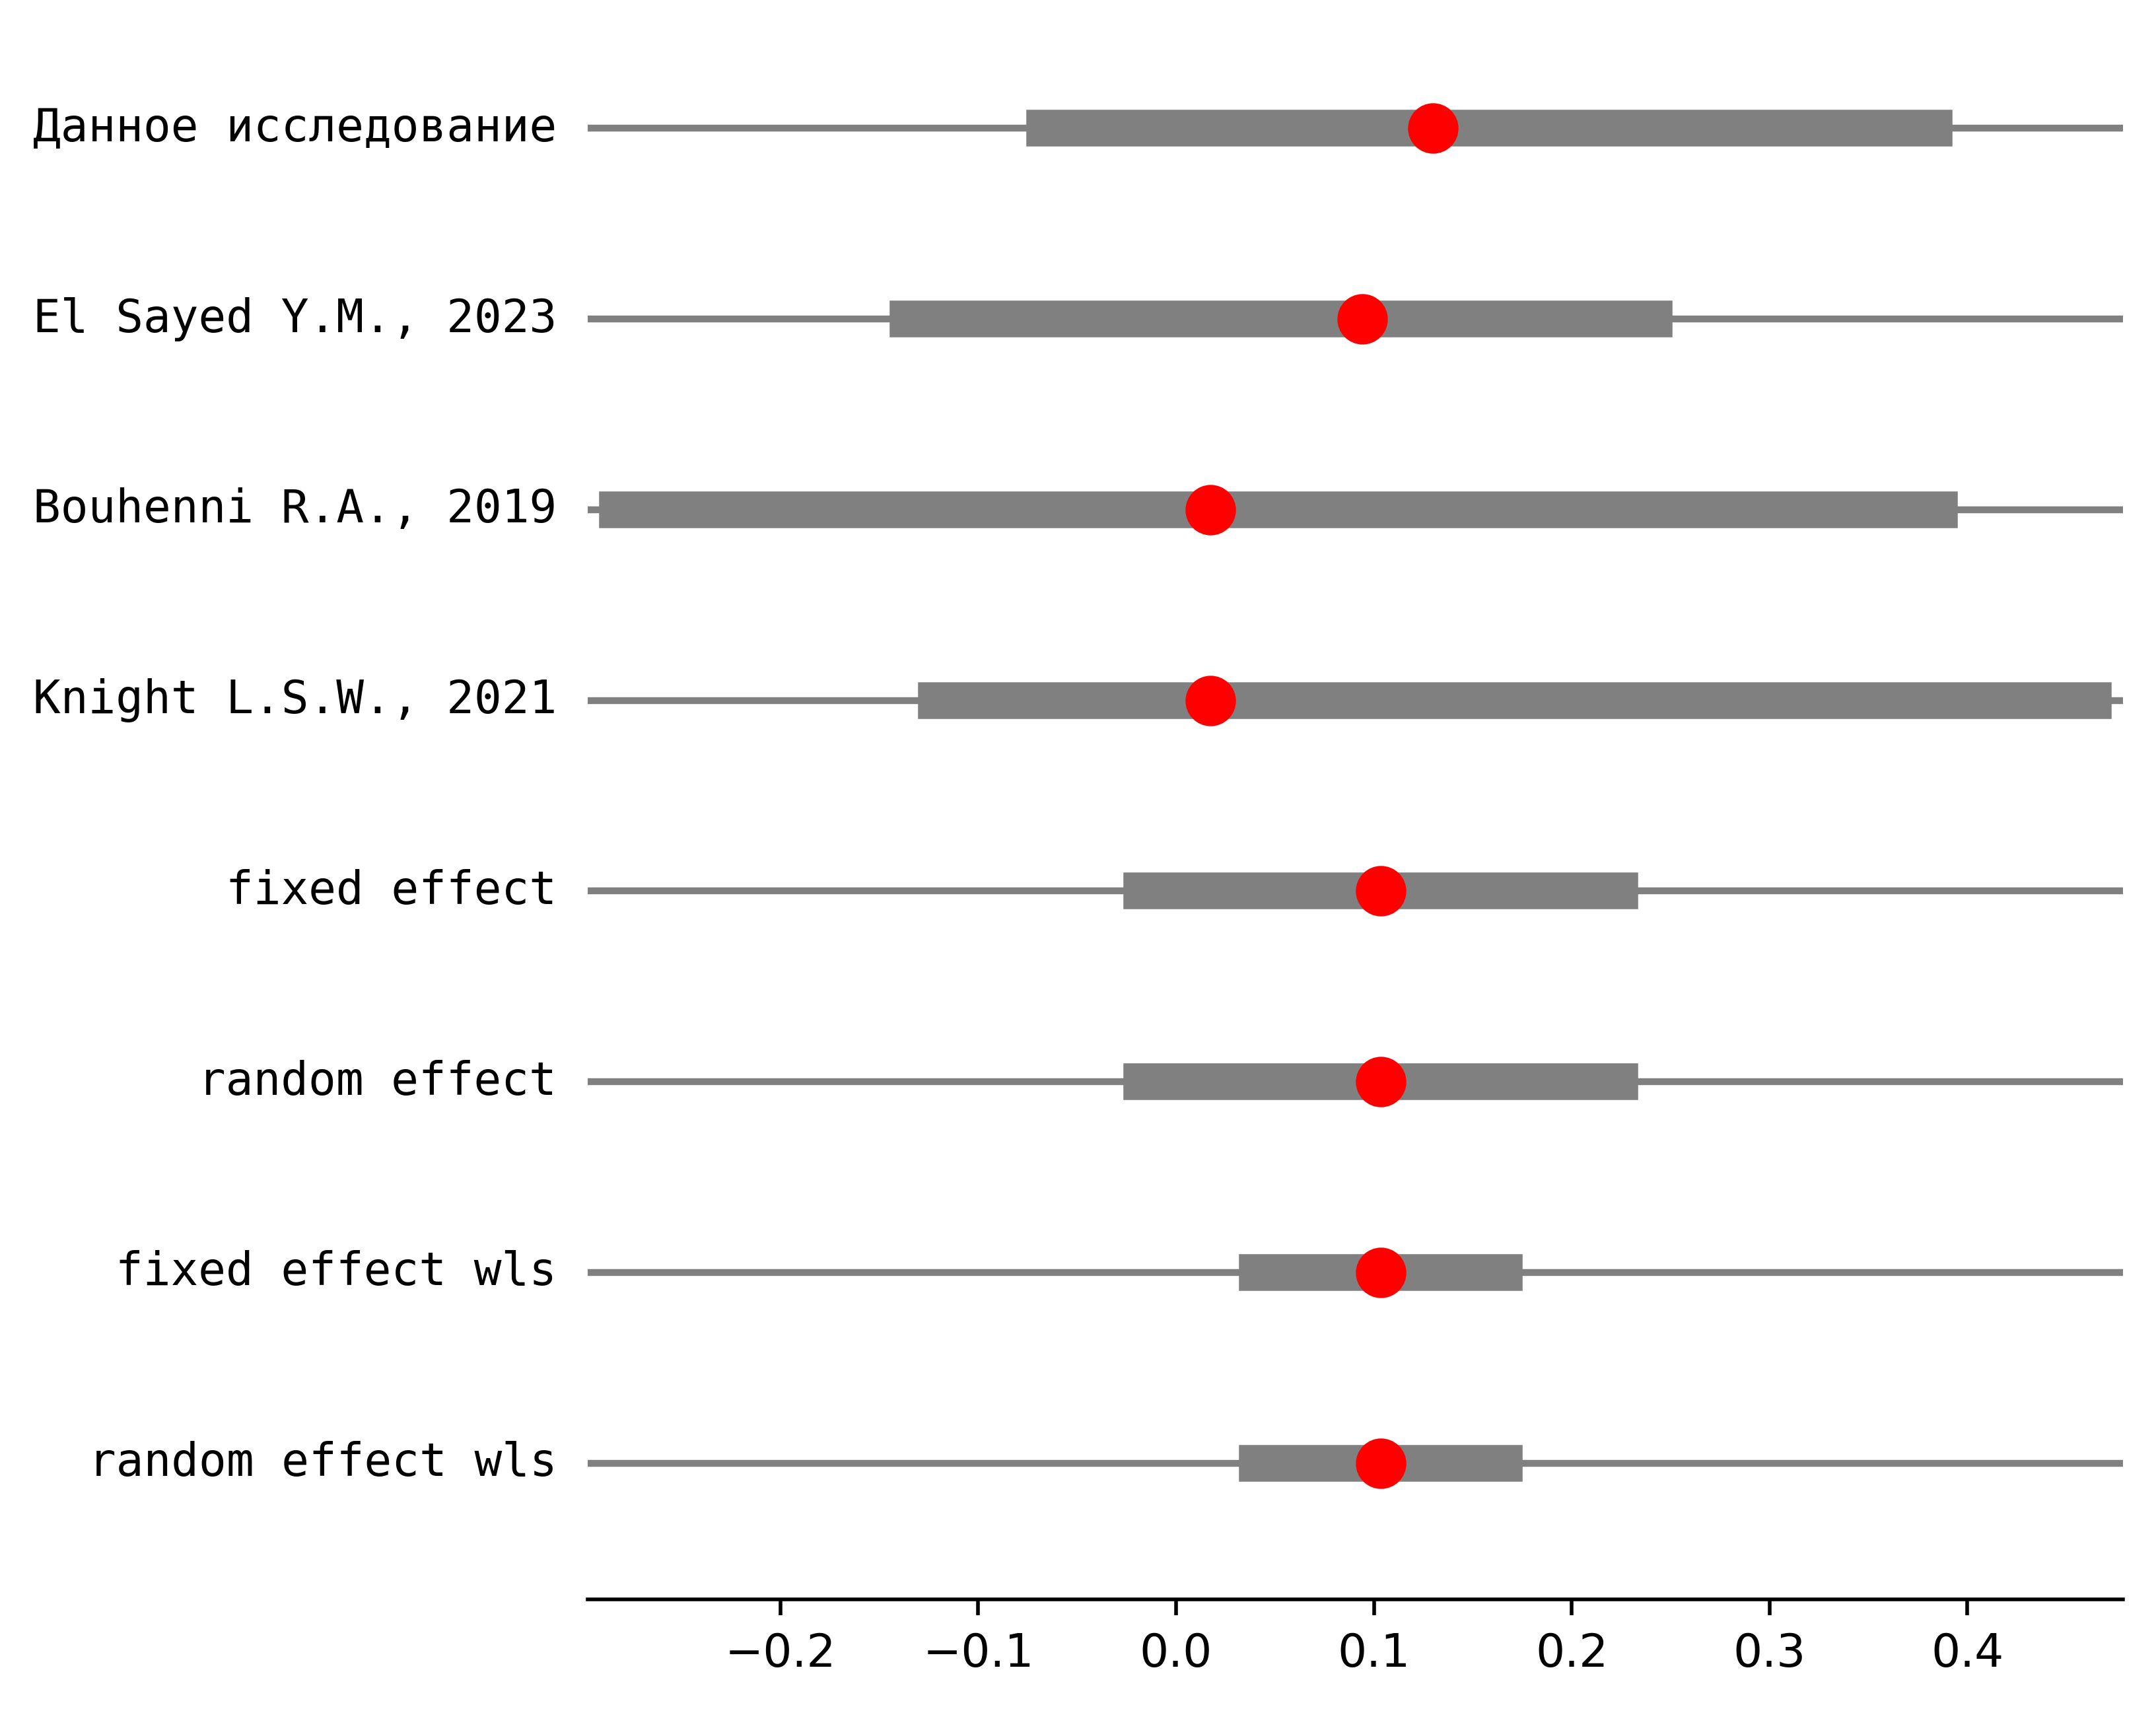 Данное исследование
El Sayed Y.M., 2023
Bouhenni R.A., 2019
Knight L.S.W., 2021
fixed effect
random effect
fixed effect wls
random effect wls
−0.2 −0.1 0.0 0.1 0.2 0.3 0.4